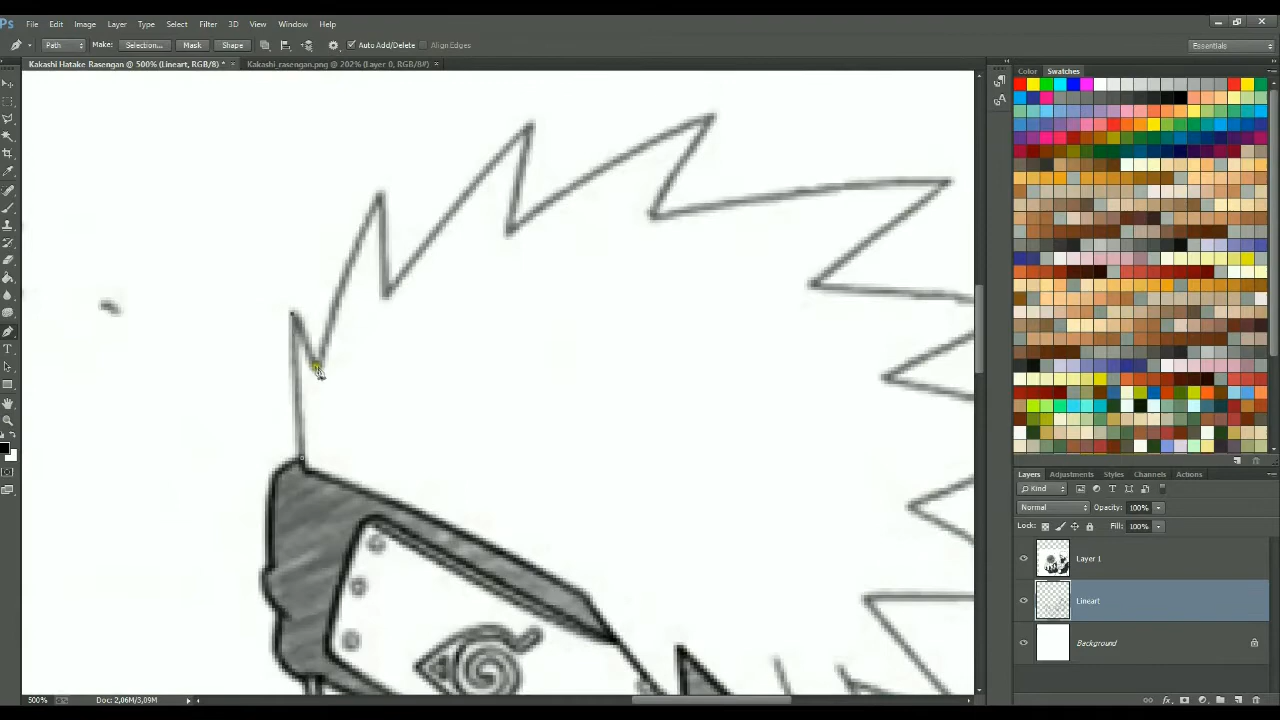 Ps File Edit Image Layer Type Select Filter 3D View Window Help
Path Make: Selection... Mask Shape Auto Add/Delete Align Edges Essentials
Kakashi Hatake Rasengan @ 500% (Lineart, RGB/8) * × Kakashi_rasengan.png @ 202% (Layer 0, RGB/8#) ×
Color Swatches
Layers Adjustments Styles Channels Actions
Kind
Normal Opacity: 100%
Lock: Fill: 100%
Layer 1
Lineart
Background
500% Doc: 2,06M/3,09M